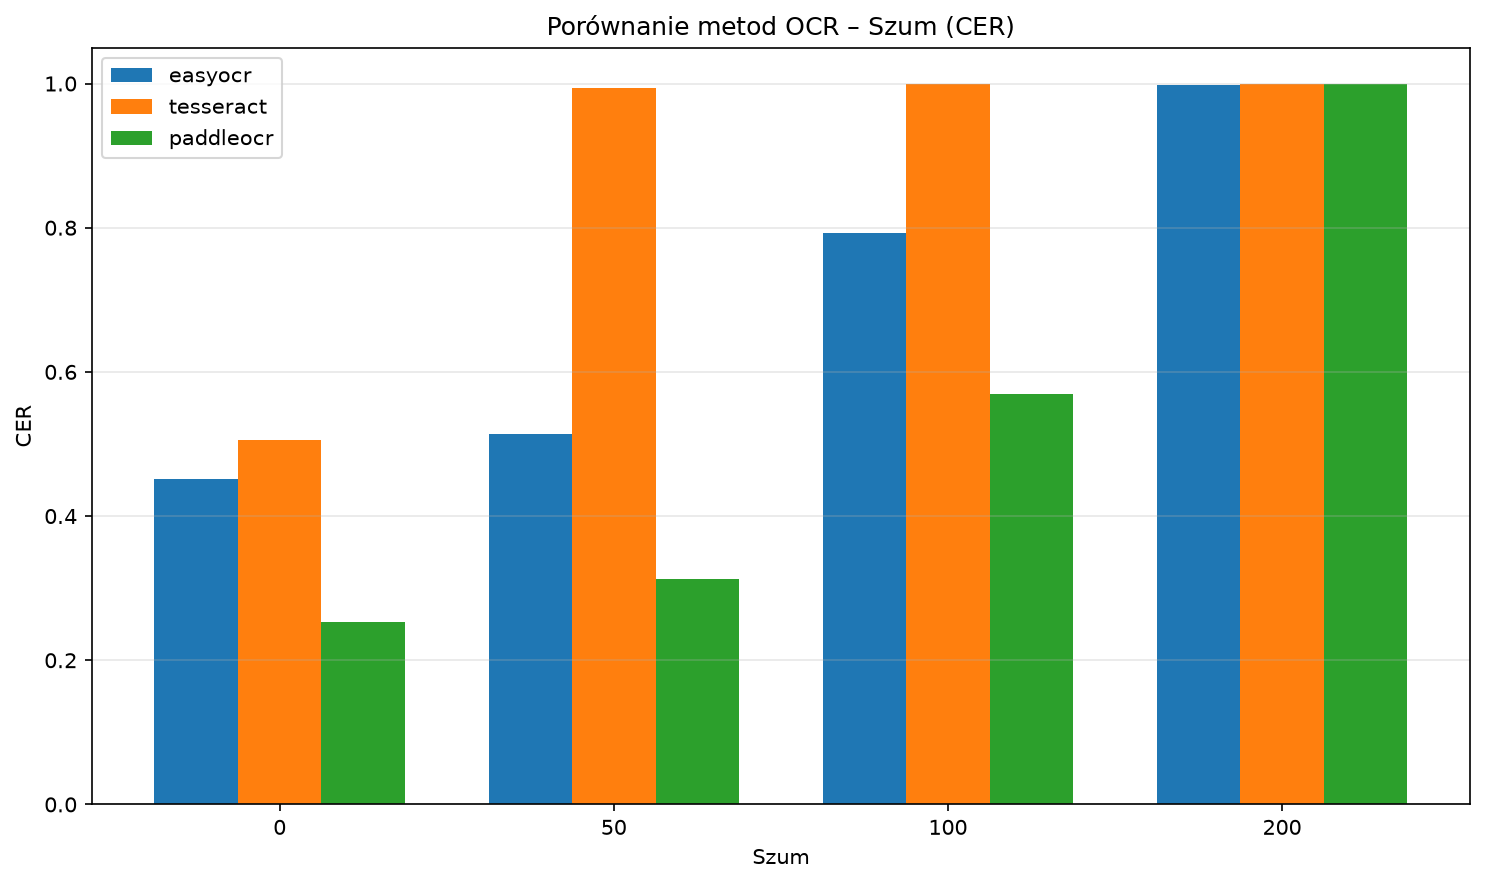 Porównanie metod OCR – Szum (CER)
easyocr
tesseract
paddleocr
1.0
0.8
0.6
0.4
0.2
0.0
CER
0 50 100 200
Szum